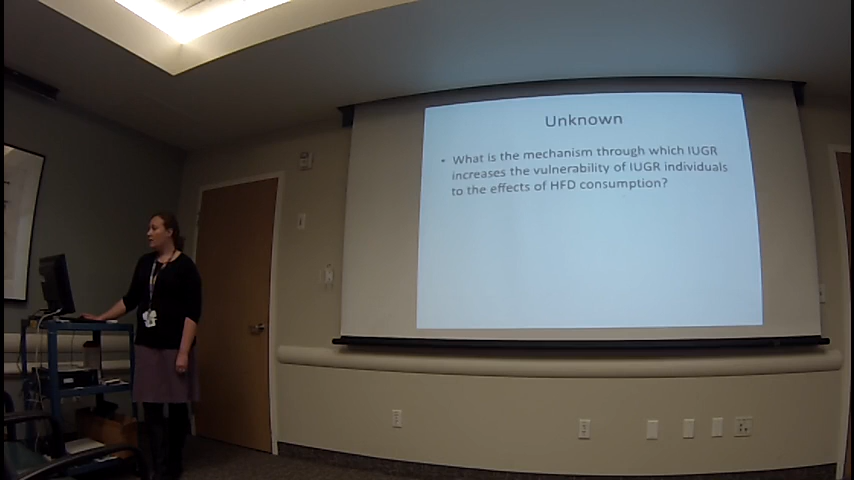 Unknown
• What is the mechanism through which IUGR
increases the vulnerability of IUGR individuals
to the effects of HFD consumption?